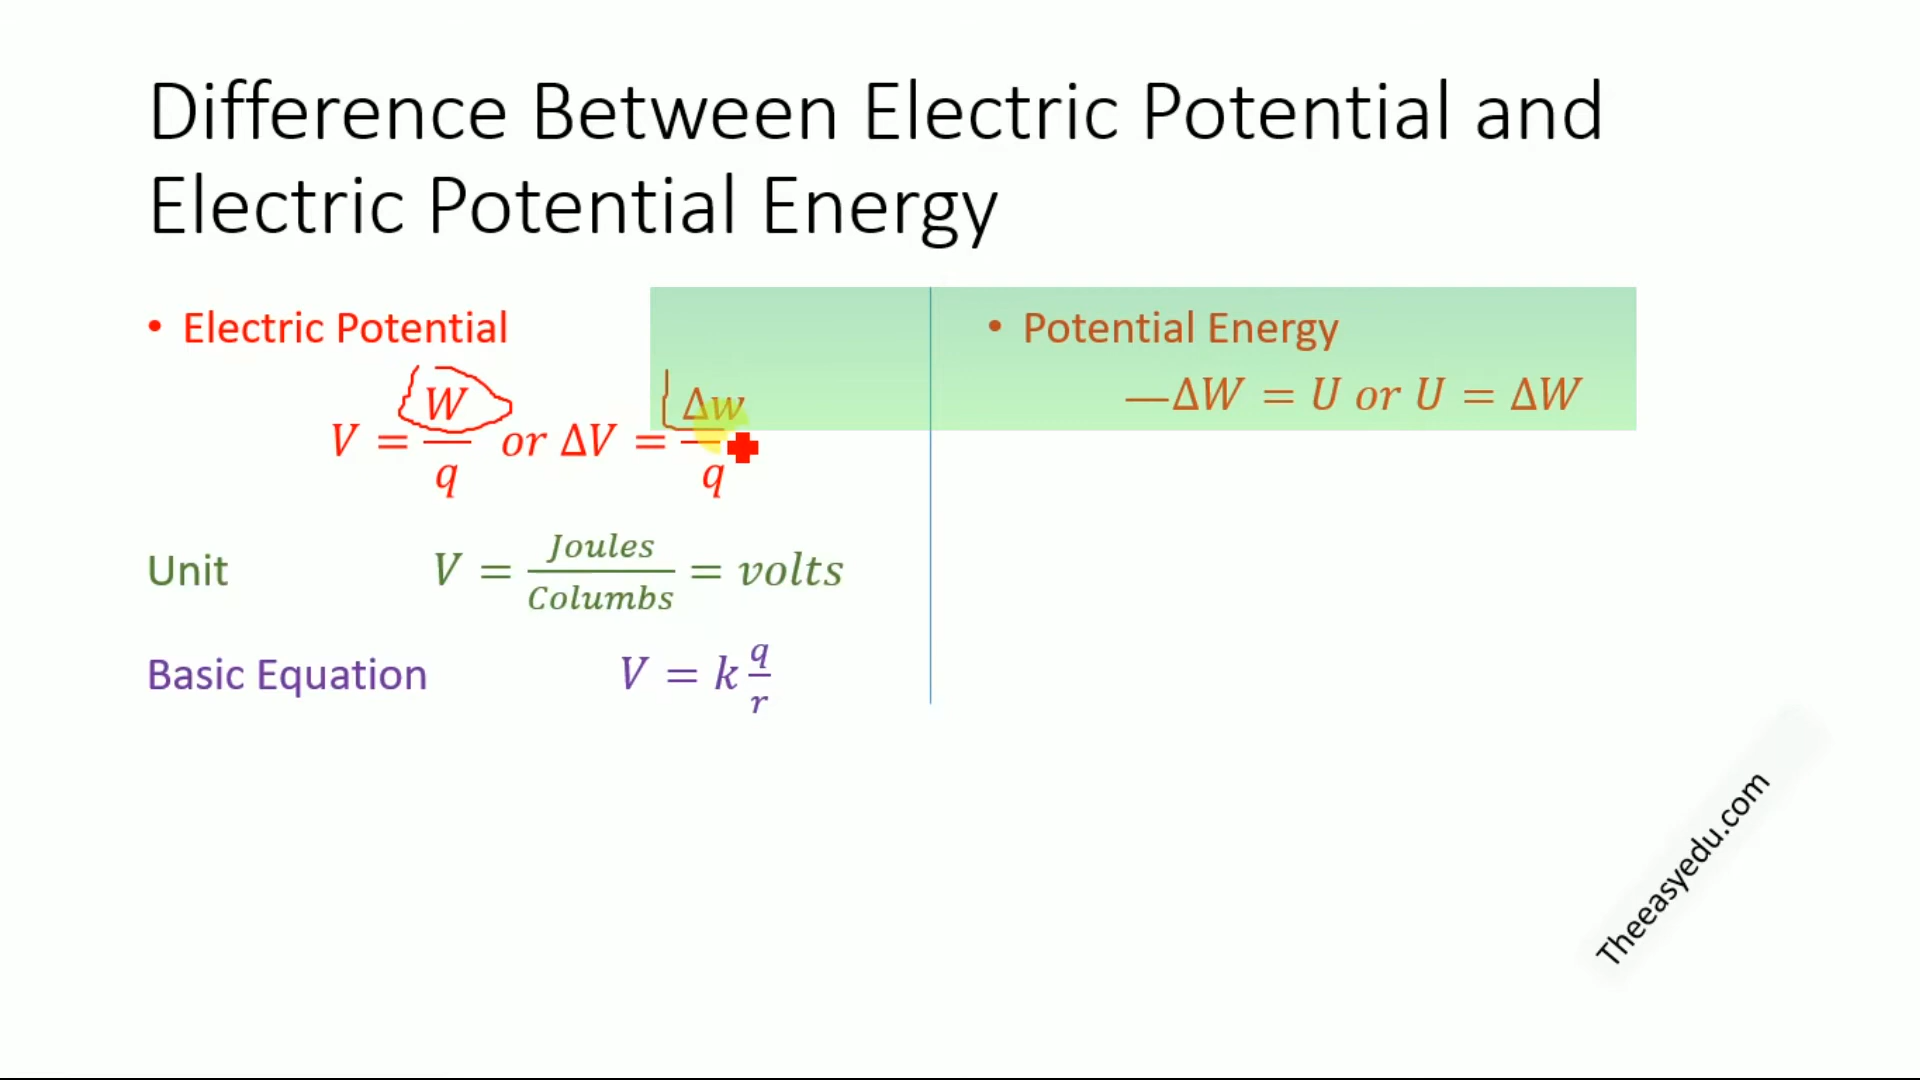 Difference Between Electric Potential and
Electric Potential Energy
• Electric Potential
V = W/q or ΔV = Δw/q
Unit V = Joules/Columbs = volts
Basic Equation V = k q/r
• Potential Energy
—ΔW = U or U = ΔW
Theeasyedu.com